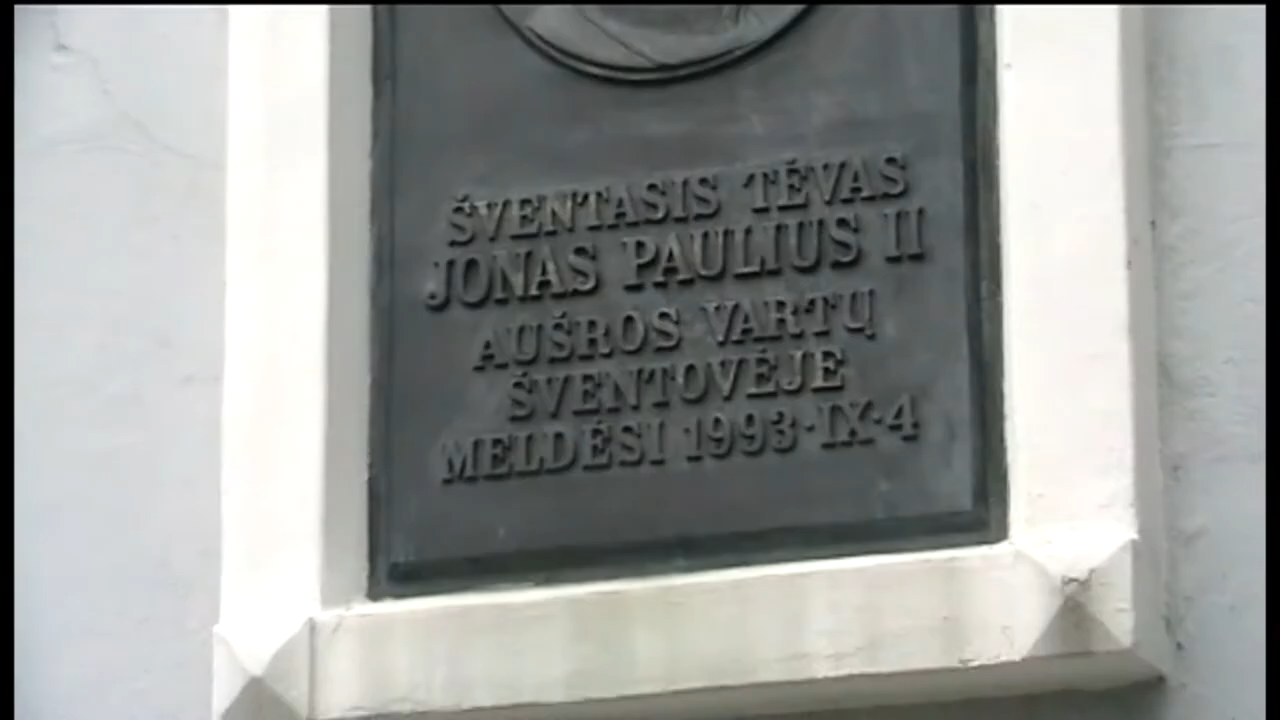 ŠVENTASIS TĖVAS
JONAS PAULIUS II
AUŠROS VARTŲ
ŠVENTOVĖJE
MELDĖSI 1993·IX·4